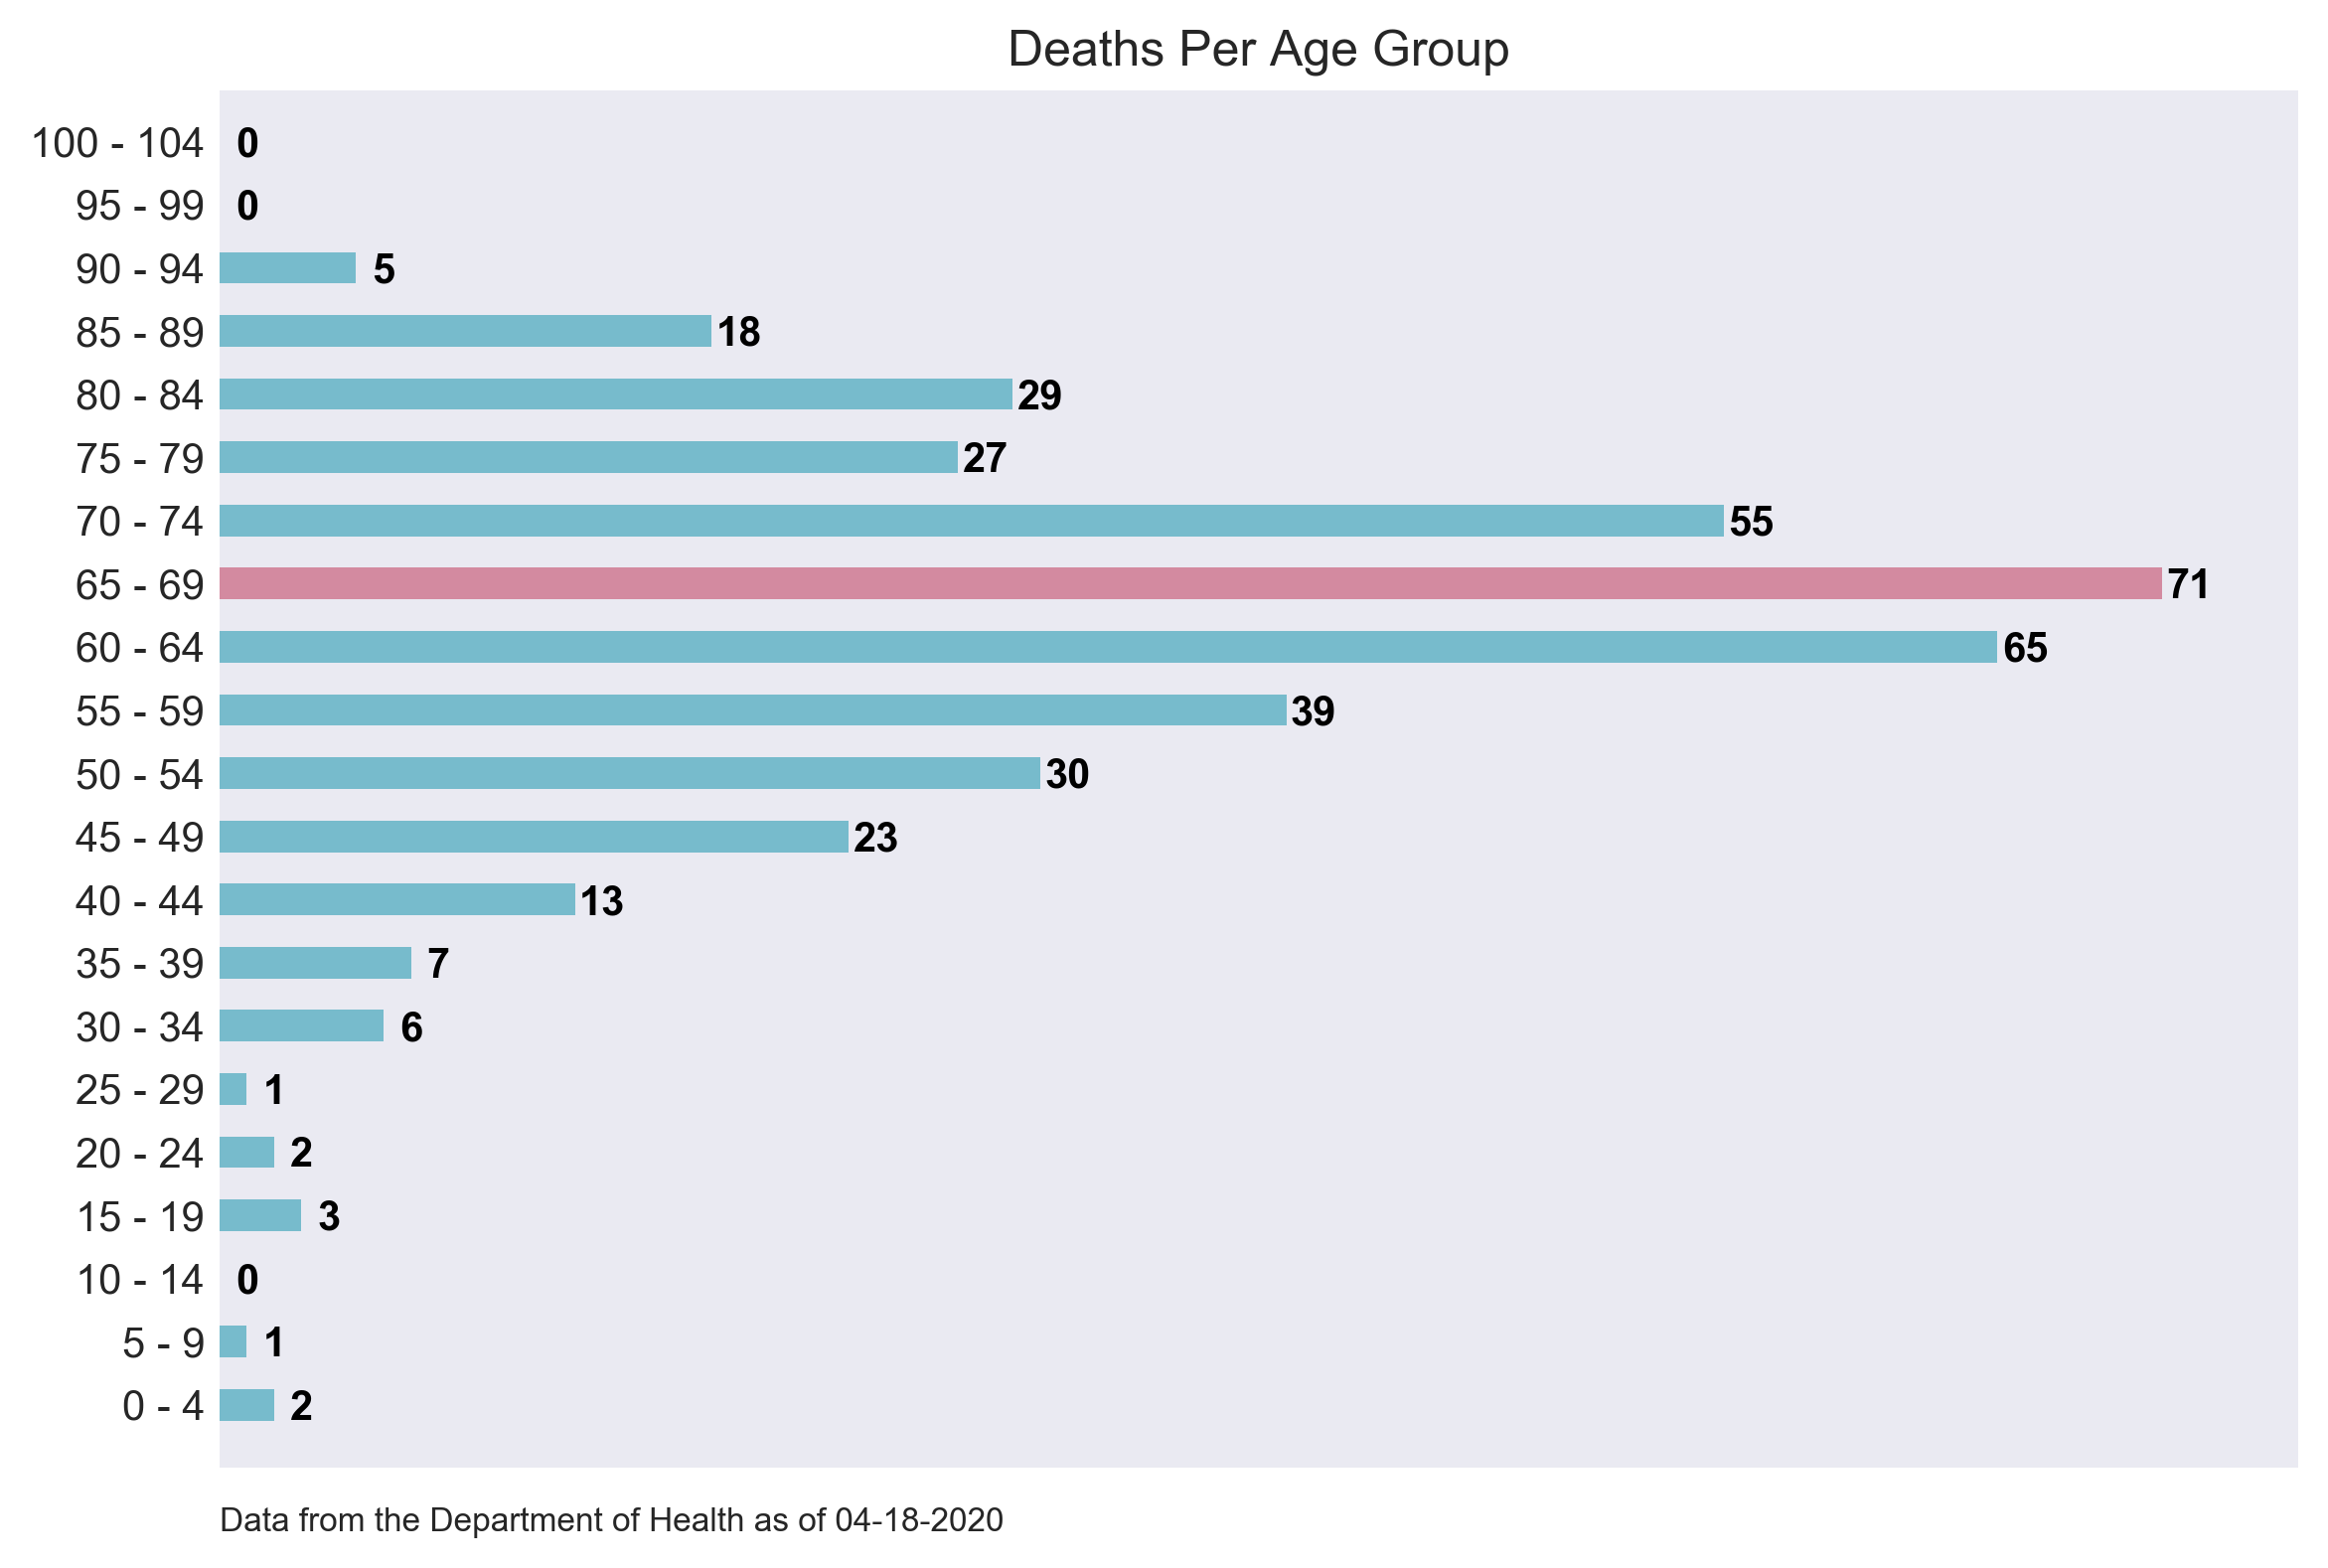 Deaths Per Age Group
100 - 104 0
95 - 99 0
90 - 94 5
85 - 89 18
80 - 84 29
75 - 79 27
70 - 74 55
65 - 69 71
60 - 64 65
55 - 59 39
50 - 54 30
45 - 49 23
40 - 44 13
35 - 39 7
30 - 34 6
25 - 29 1
20 - 24 2
15 - 19 3
10 - 14 0
5 - 9 1
0 - 4 2
Data from the Department of Health as of 04-18-2020